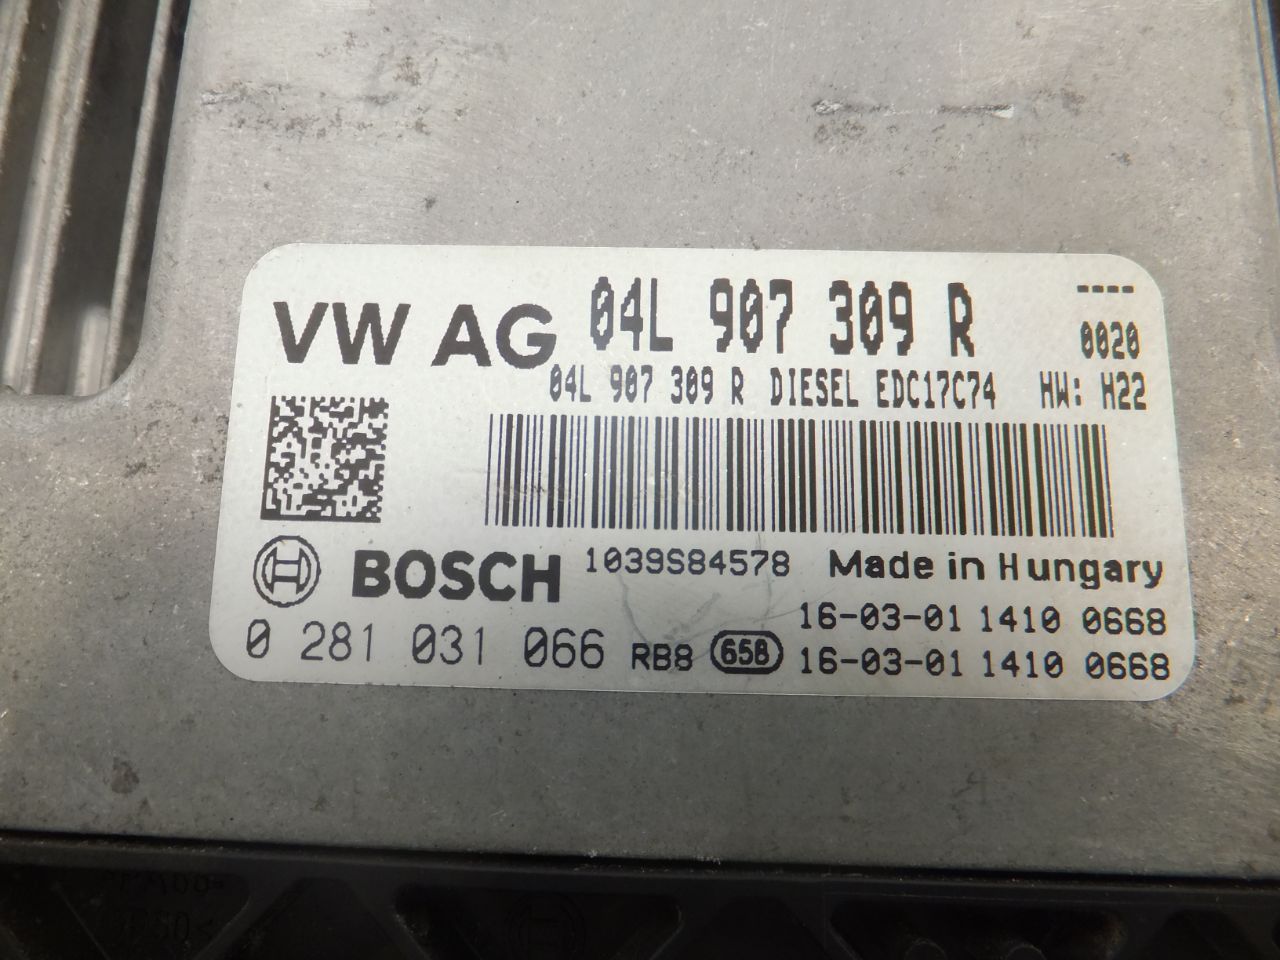 VW AG 04L 907 309 R ----
0020
04L 907 309 R DIESEL EDC17C74 HW: H22
BOSCH 1039S84578 Made in Hungary
16-03-01 1410 0668
0 281 031 066 RB8 658 16-03-01 1410 0668